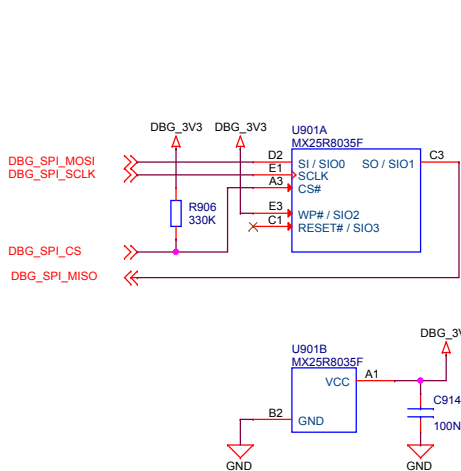 DBG_3V3 DBG_3V3
U901A
MX25R8035F
DBG_SPI_MOSI
D2
SI / SIO0
SO / SIO1
C3
DBG_SPI_SCLK
E1
SCLK
A3
CS#
R906
330K
E3
WP# / SIO2
C1
RESET# / SIO3
DBG_SPI_CS
DBG_SPI_MISO
U901B
MX25R8035F
DBG_3V
VCC
A1
C914
100N
B2
GND
GND
GND